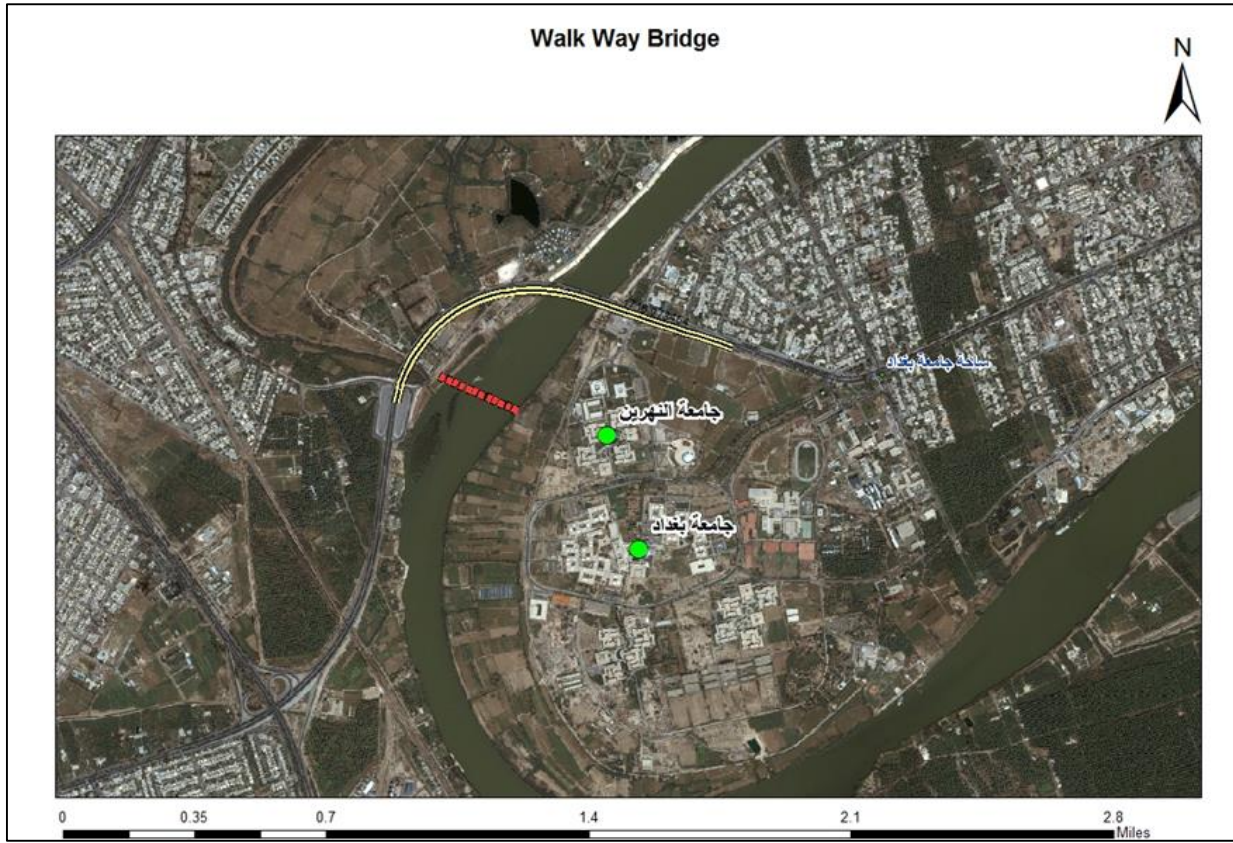 Walk Way Bridge
N
ساحة جامعة بغداد
جامعة النهرين
جامعة بغداد
0 0.35 0.7 1.4 2.1 2.8
Miles